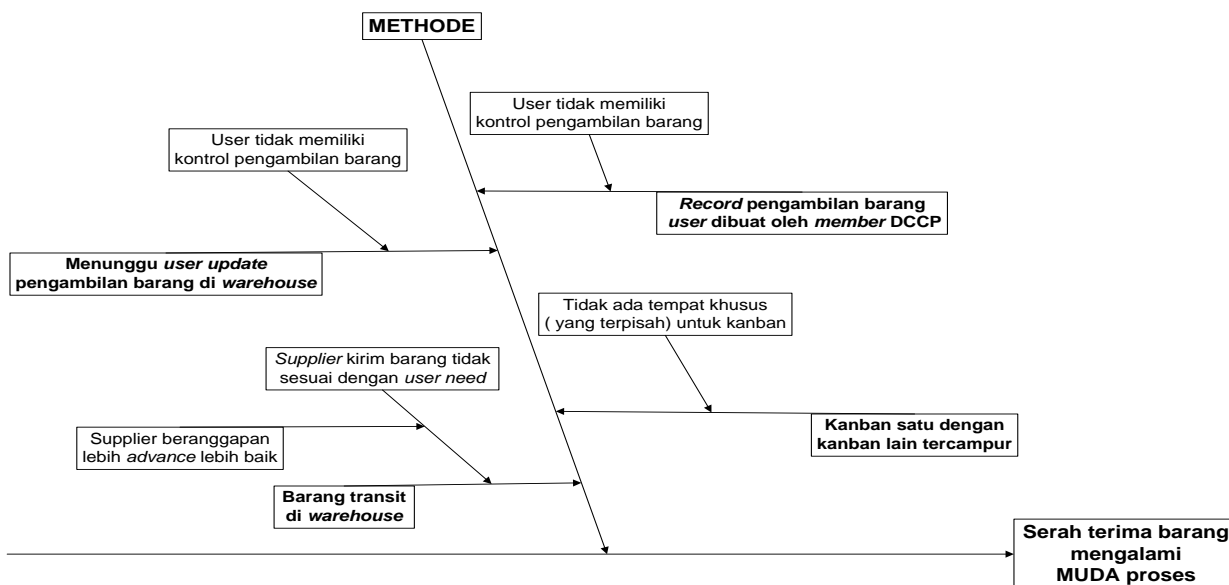 METHODE
User tidak memiliki
kontrol pengambilan barang
User tidak memiliki
kontrol pengambilan barang
Record pengambilan barang
user dibuat oleh member DCCP
Menunggu user update
pengambilan barang di warehouse
Tidak ada tempat khusus
( yang terpisah) untuk kanban
Supplier kirim barang tidak
sesuai dengan user need
Kanban satu dengan
kanban lain tercampur
Supplier beranggapan
lebih advance lebih baik
Barang transit
di warehouse
Serah terima barang
mengalami
MUDA proses